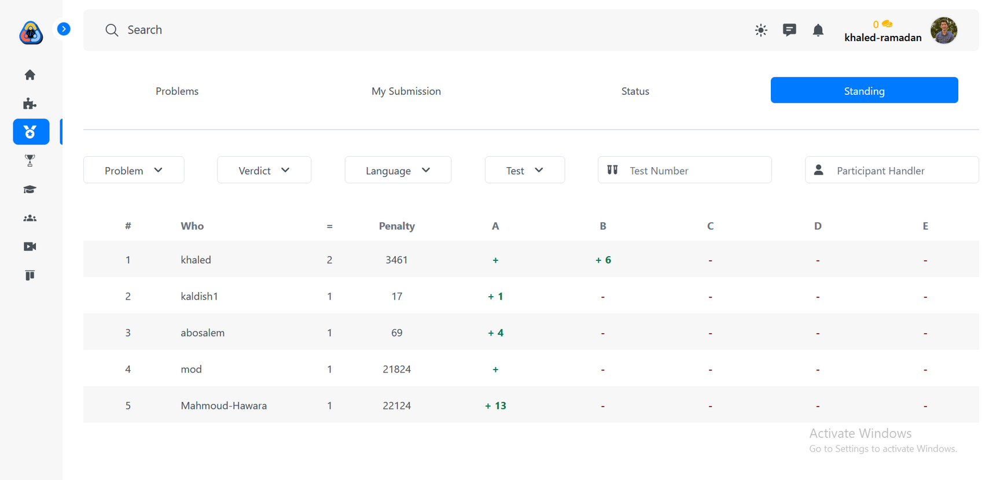 Search
0
khaled-ramadan
Problems My Submission Status Standing
Problem Verdict Language Test Test Number Participant Handler
# Who = Penalty A B C D E
1 khaled 2 3461 + + 6 - - -
2 kaldish1 1 17 + 1 - - - -
3 abosalem 1 69 + 4 - - - -
4 mod 1 21824 + - - - -
5 Mahmoud-Hawara 1 22124 + 13 - - - -
Activate Windows
Go to Settings to activate Windows.